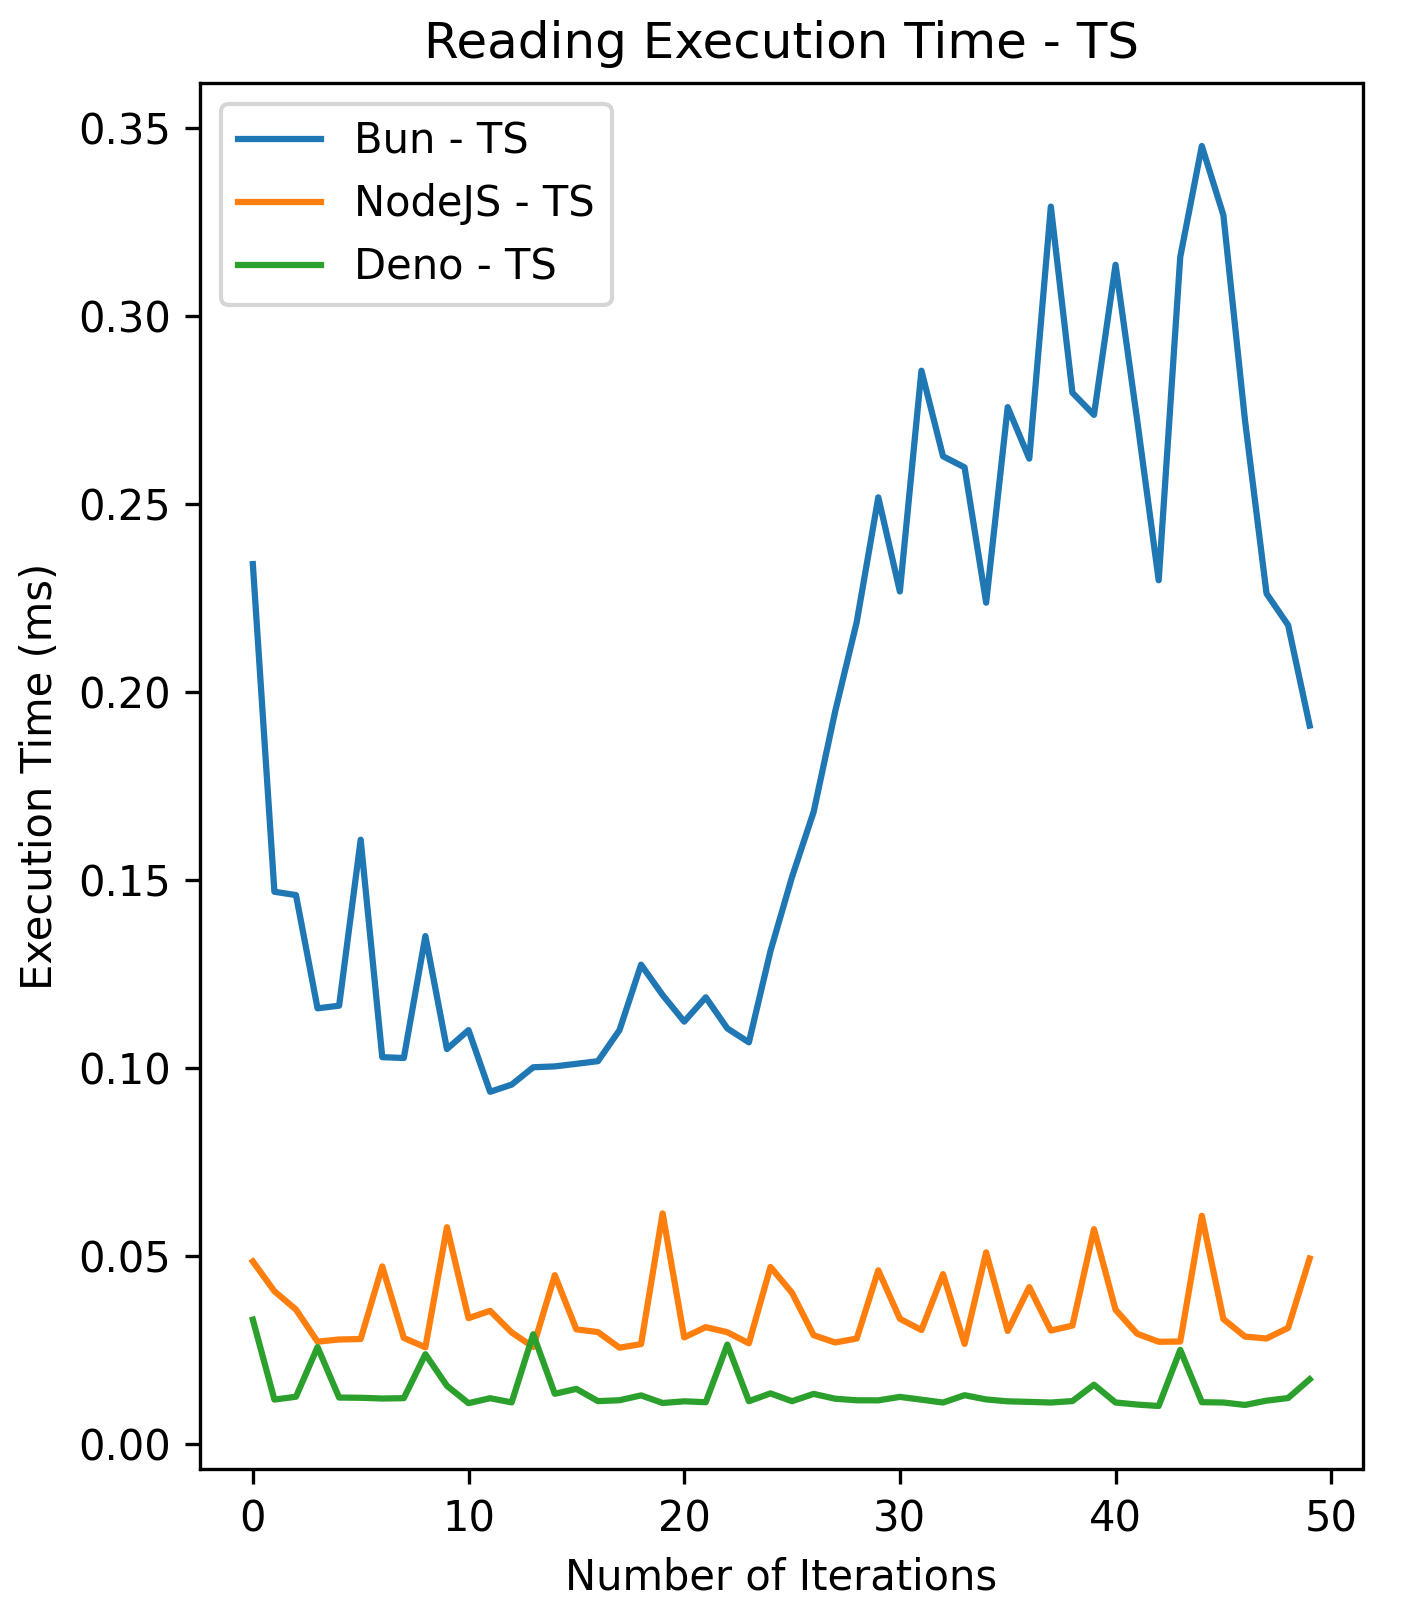 Reading Execution Time - TS
Bun - TS
NodeJS - TS
Deno - TS
Execution Time (ms)
0.35
0.30
0.25
0.20
0.15
0.10
0.05
0.00
0 10 20 30 40 50
Number of Iterations